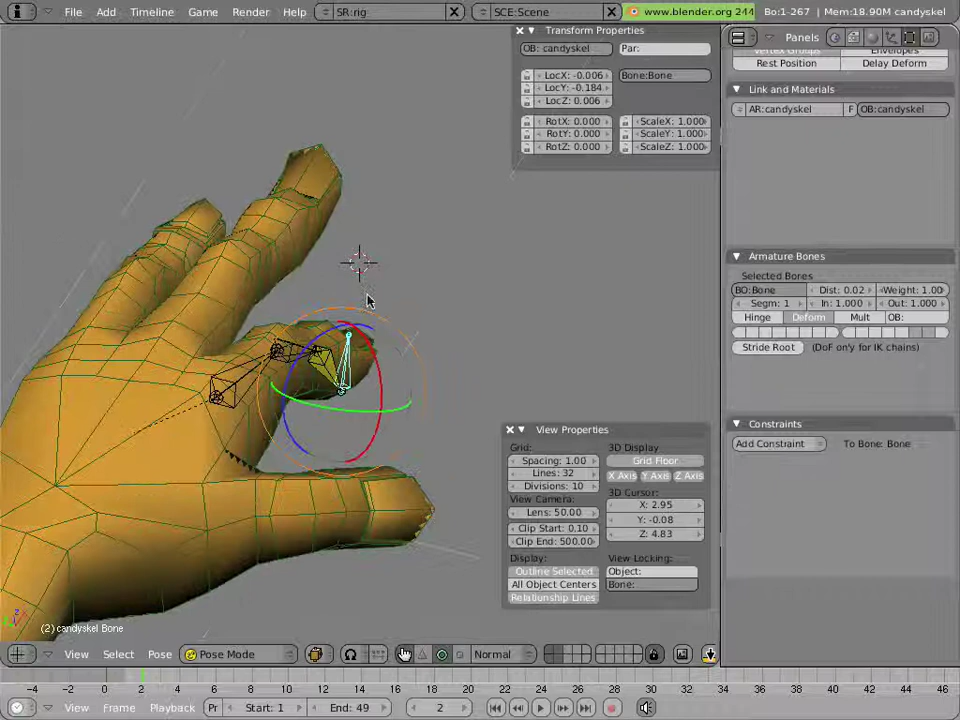 File Add Timeline Game Render Help SR:rig SCE:Scene www.blender.org 244 Bo:1-267 | Mem:18.90M candyskel
Transform Properties
OB: candyskel Par:
LocX: -0.006 Bone:Bone
LocY: -0.184
LocZ: 0.006
RotX: 0.000 ScaleX: 1.000
RotY: 0.000 ScaleY: 1.000
RotZ: 0.000 ScaleZ: 1.000
Panels
Vertex Groups Envelopes
Rest Position Delay Deform
Link and Materials
AR:candyskel F OB:candyskel
Armature Bones
Selected Bones
BO:Bone Dist: 0.02 Weight: 1.00
Segm: 1 In: 1.000 Out: 1.000
Hinge Deform Mult OB:
Stride Root (DoF on'y for IK chains)
Constraints
Add Constraint To Bone: Bone
View Properties
Grid: 3D Display
Spacing: 1.00 Grid Floor
Lines: 32 X Axis Y Axis Z Axis
Divisions: 10
View Camera: 3D Cursor:
Lens: 50.00 X: 2.95
Clip Start: 0.10 Y: -0.08
Clip End: 500.00 Z: 4.83
Display: View Locking:
Outline Selected Object:
All Object Centers Bone:
Relationship Lines
(2) candyskel Bone
View Select Pose Pose Mode Normal
-4 -2 0 2 4 6 8 10 12 14 16 18 20 22 24 26 28 30 32 34 36 38 40 42 44 46
View Frame Playback Pr Start: 1 End: 49 2